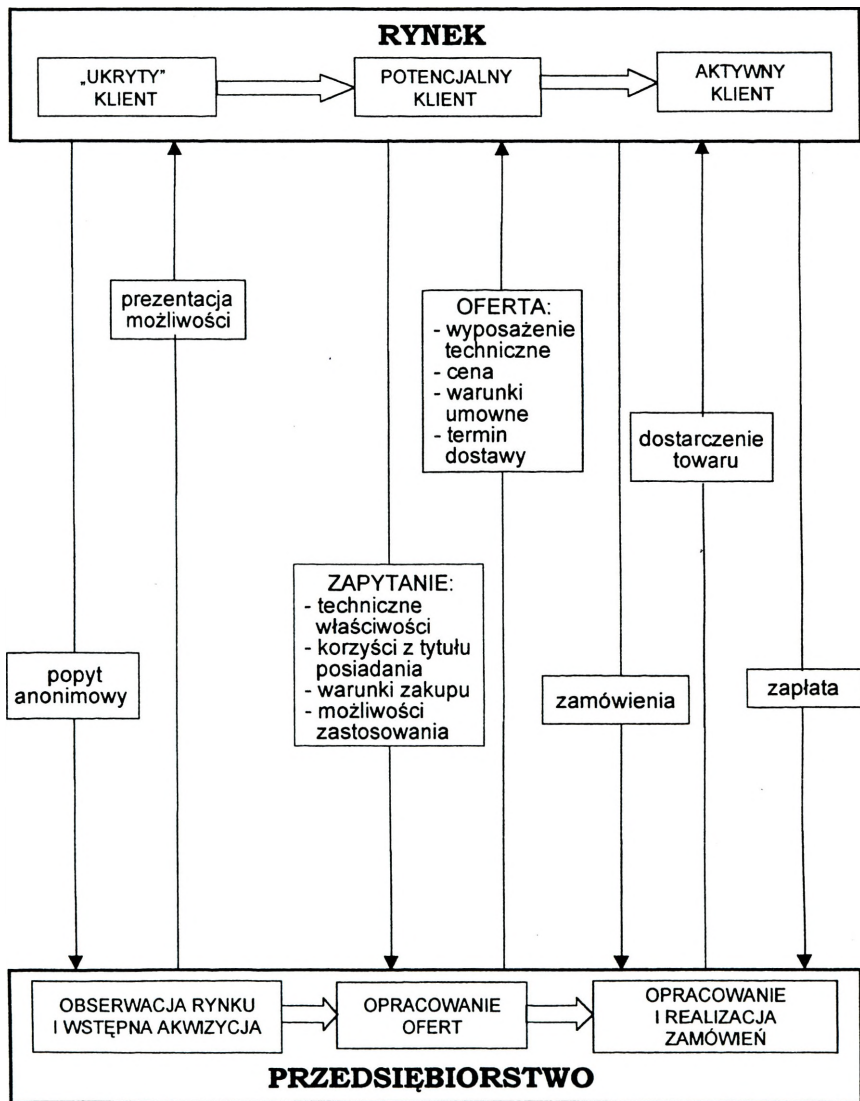 RYNEK
„UKRYTY”
KLIENT
POTENCJALNY
KLIENT
AKTYWNY
KLIENT
prezentacja
możliwości
OFERTA:
- wyposażenie
techniczne
- cena
- warunki
umowne
- termin
dostawy
dostarczenie
towaru
ZAPYTANIE:
- techniczne
właściwości
- korzyści z tytułu
posiadania
- warunki zakupu
- możliwości
zastosowania
popyt
anonimowy
zamówienia
zapłata
OBSERWACJA RYNKU
I WSTĘPNA AKWIZYCJA
OPRACOWANIE
OFERT
OPRACOWANIE
I REALIZACJA
ZAMÓWIEŃ
PRZEDSIĘBIORSTWO